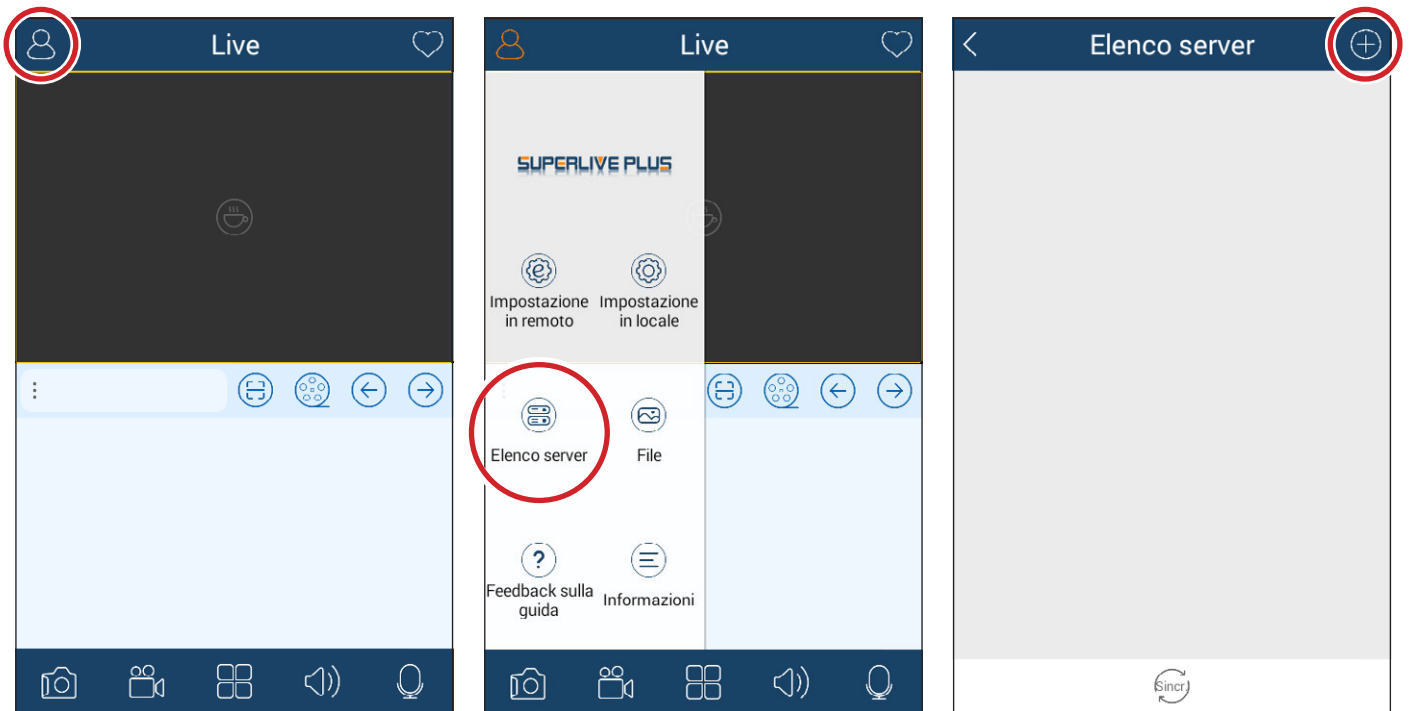 Live
Live
SUPERLIVE PLUS
Impostazione
in remoto
Impostazione
in locale
Elenco server
File
Feedback sulla
guida
Informazioni
Elenco server
Sincr.